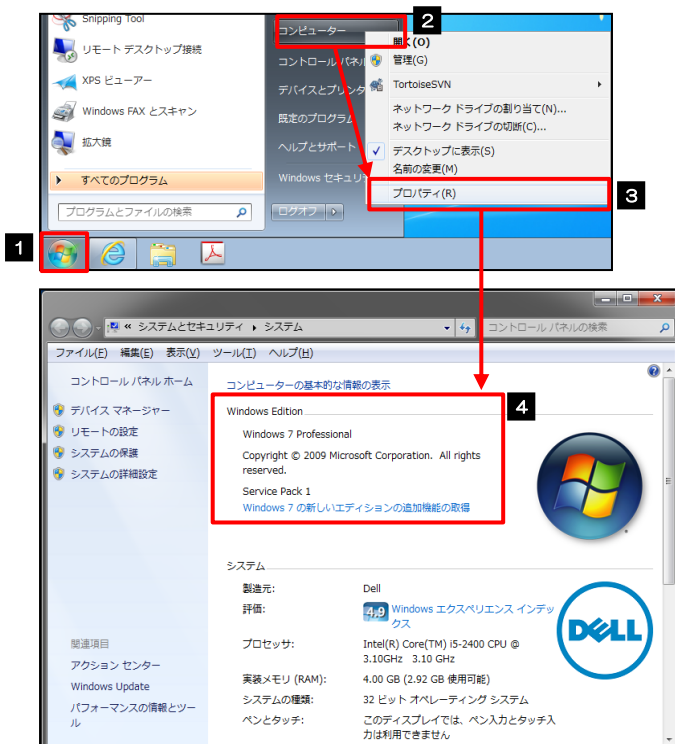 Snipping Tool
リモート デスクトップ接続
XPS ビューアー
Windows FAX とスキャン
拡大鏡
すべてのプログラム
プログラムとファイルの検索
コンピューター
コントロール パネル
デバイスとプリンタ
既定のプログラム
ヘルプとサポート
Windows セキュリ
ログオフ
2
開く(O)
管理(G)
TortoiseSVN
ネットワーク ドライブの割り当て(N)...
ネットワーク ドライブの切断(C)...
デスクトップに表示(S)
名前の変更(M)
プロパティ(R)
3
1
« システムとセキュリティ
システム
コントロール パネルの検索
ファイル(F) 編集(E) 表示(V) ツール(T) ヘルプ(H)
コントロール パネル ホーム
デバイス マネージャー
リモートの設定
システムの保護
システムの詳細設定
コンピューターの基本的な情報の表示
4
Windows Edition
Windows 7 Professional
Copyright © 2009 Microsoft Corporation. All rights
reserved.
Service Pack 1
Windows 7 の新しいエディションの追加機能の取得
システム
製造元: Dell
評価: 4.9 Windows エクスペリエンス インデッ
クス
プロセッサ: Intel(R) Core(TM) i5-2400 CPU @
3.10GHz 3.10 GHz
実装メモリ (RAM): 4.00 GB (2.92 GB 使用可能)
システムの種類: 32 ビット オペレーティング システム
ペンとタッチ: このディスプレイでは、ペン入力とタッチ入
力は利用できません
DELL
関連項目
アクション センター
Windows Update
パフォーマンスの情報とツー
ル